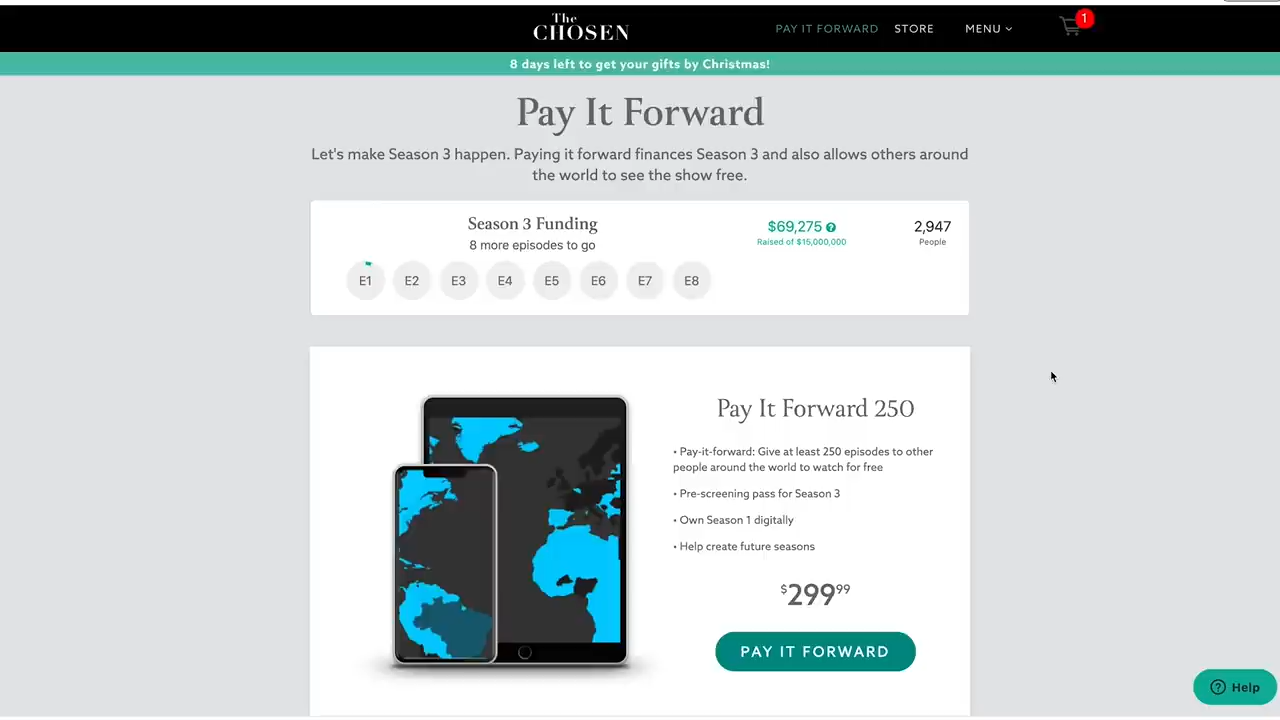 The
CHOSEN
PAY IT FORWARD STORE MENU 1
8 days left to get your gifts by Christmas!
Pay It Forward
Let's make Season 3 happen. Paying it forward finances Season 3 and also allows others around
the world to see the show free.
Season 3 Funding
8 more episodes to go
$69,275 ?
Raised of $15,000,000
2,947
People
E1 E2 E3 E4 E5 E6 E7 E8
Pay It Forward 250
• Pay-it-forward: Give at least 250 episodes to other
people around the world to watch for free
• Pre-screening pass for Season 3
• Own Season 1 digitally
• Help create future seasons
$29999
PAY IT FORWARD
? Help